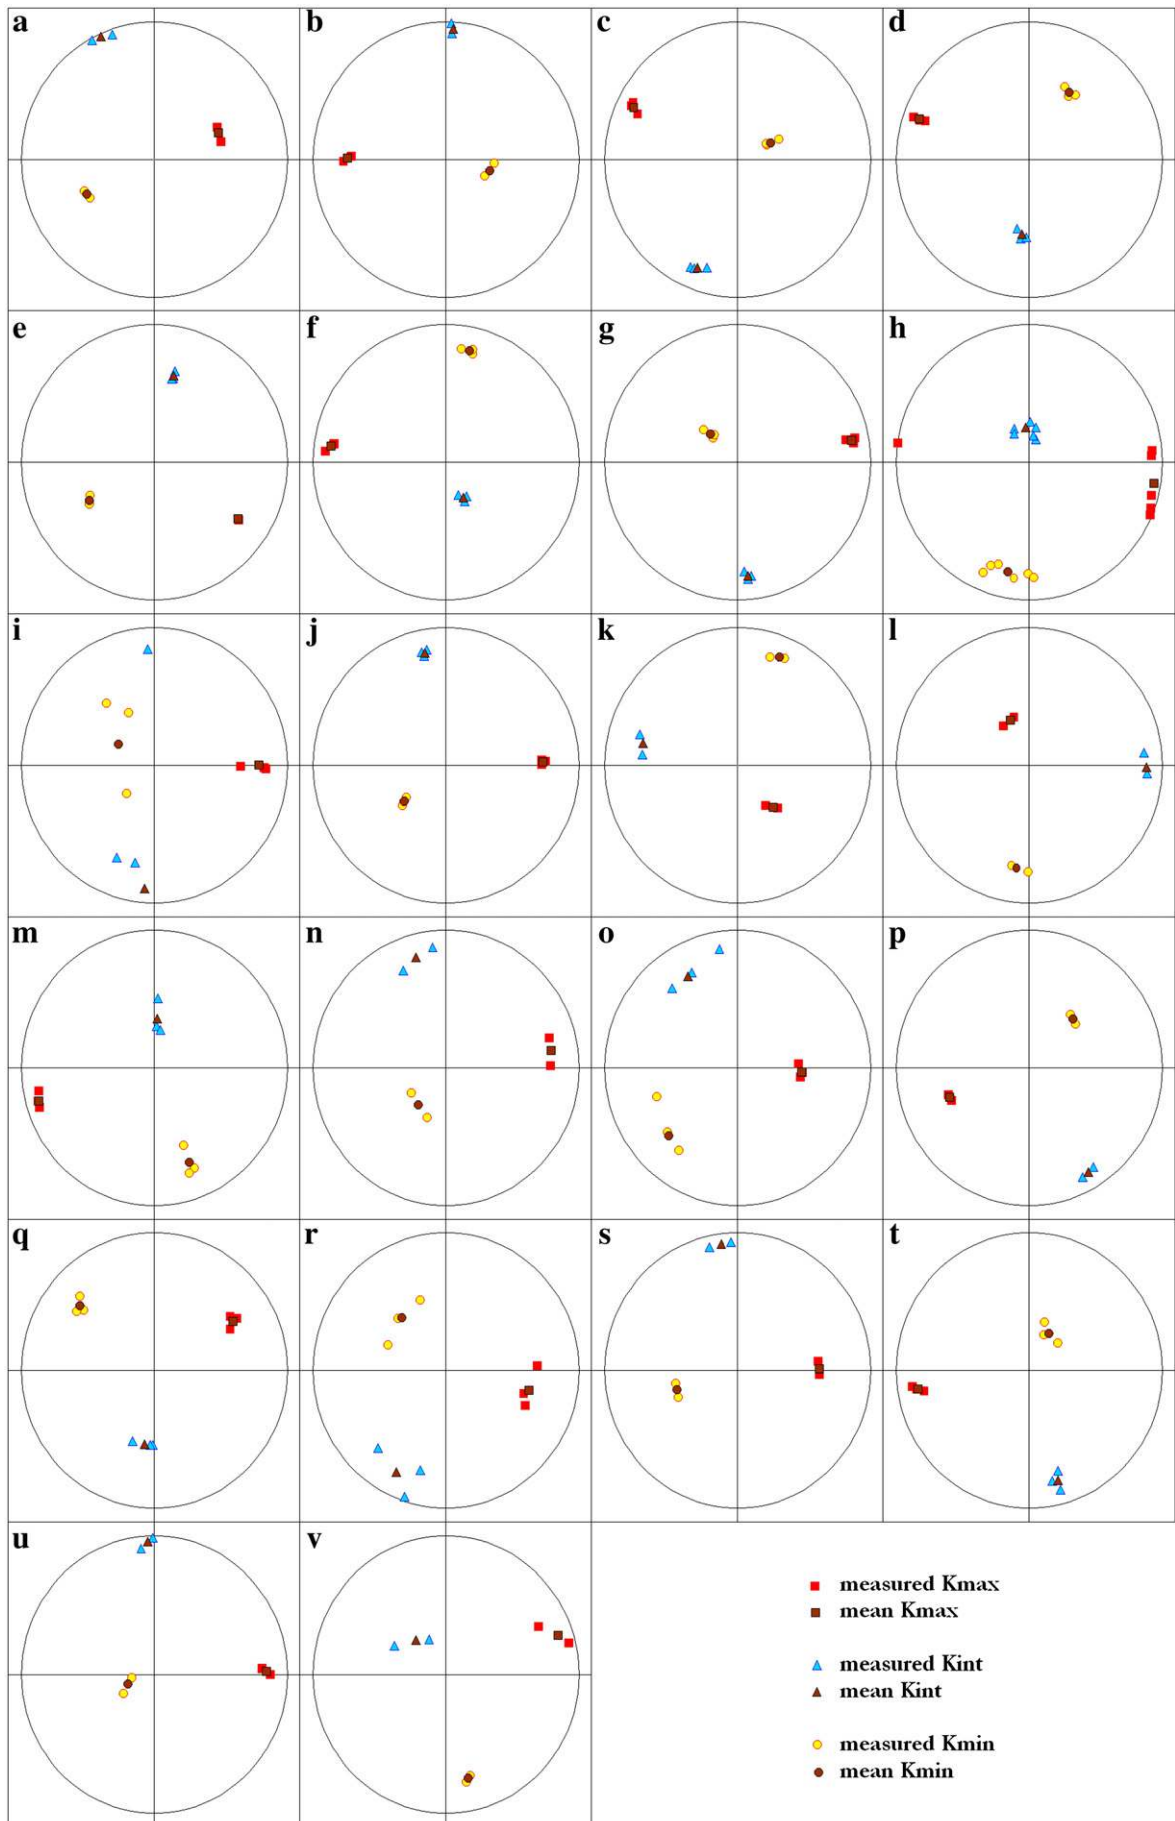 a b c d
e f g h
i j k l
m n o p
q r s t
u v
measured Kmax
mean Kmax
measured Kint
mean Kint
measured Kmin
mean Kmin